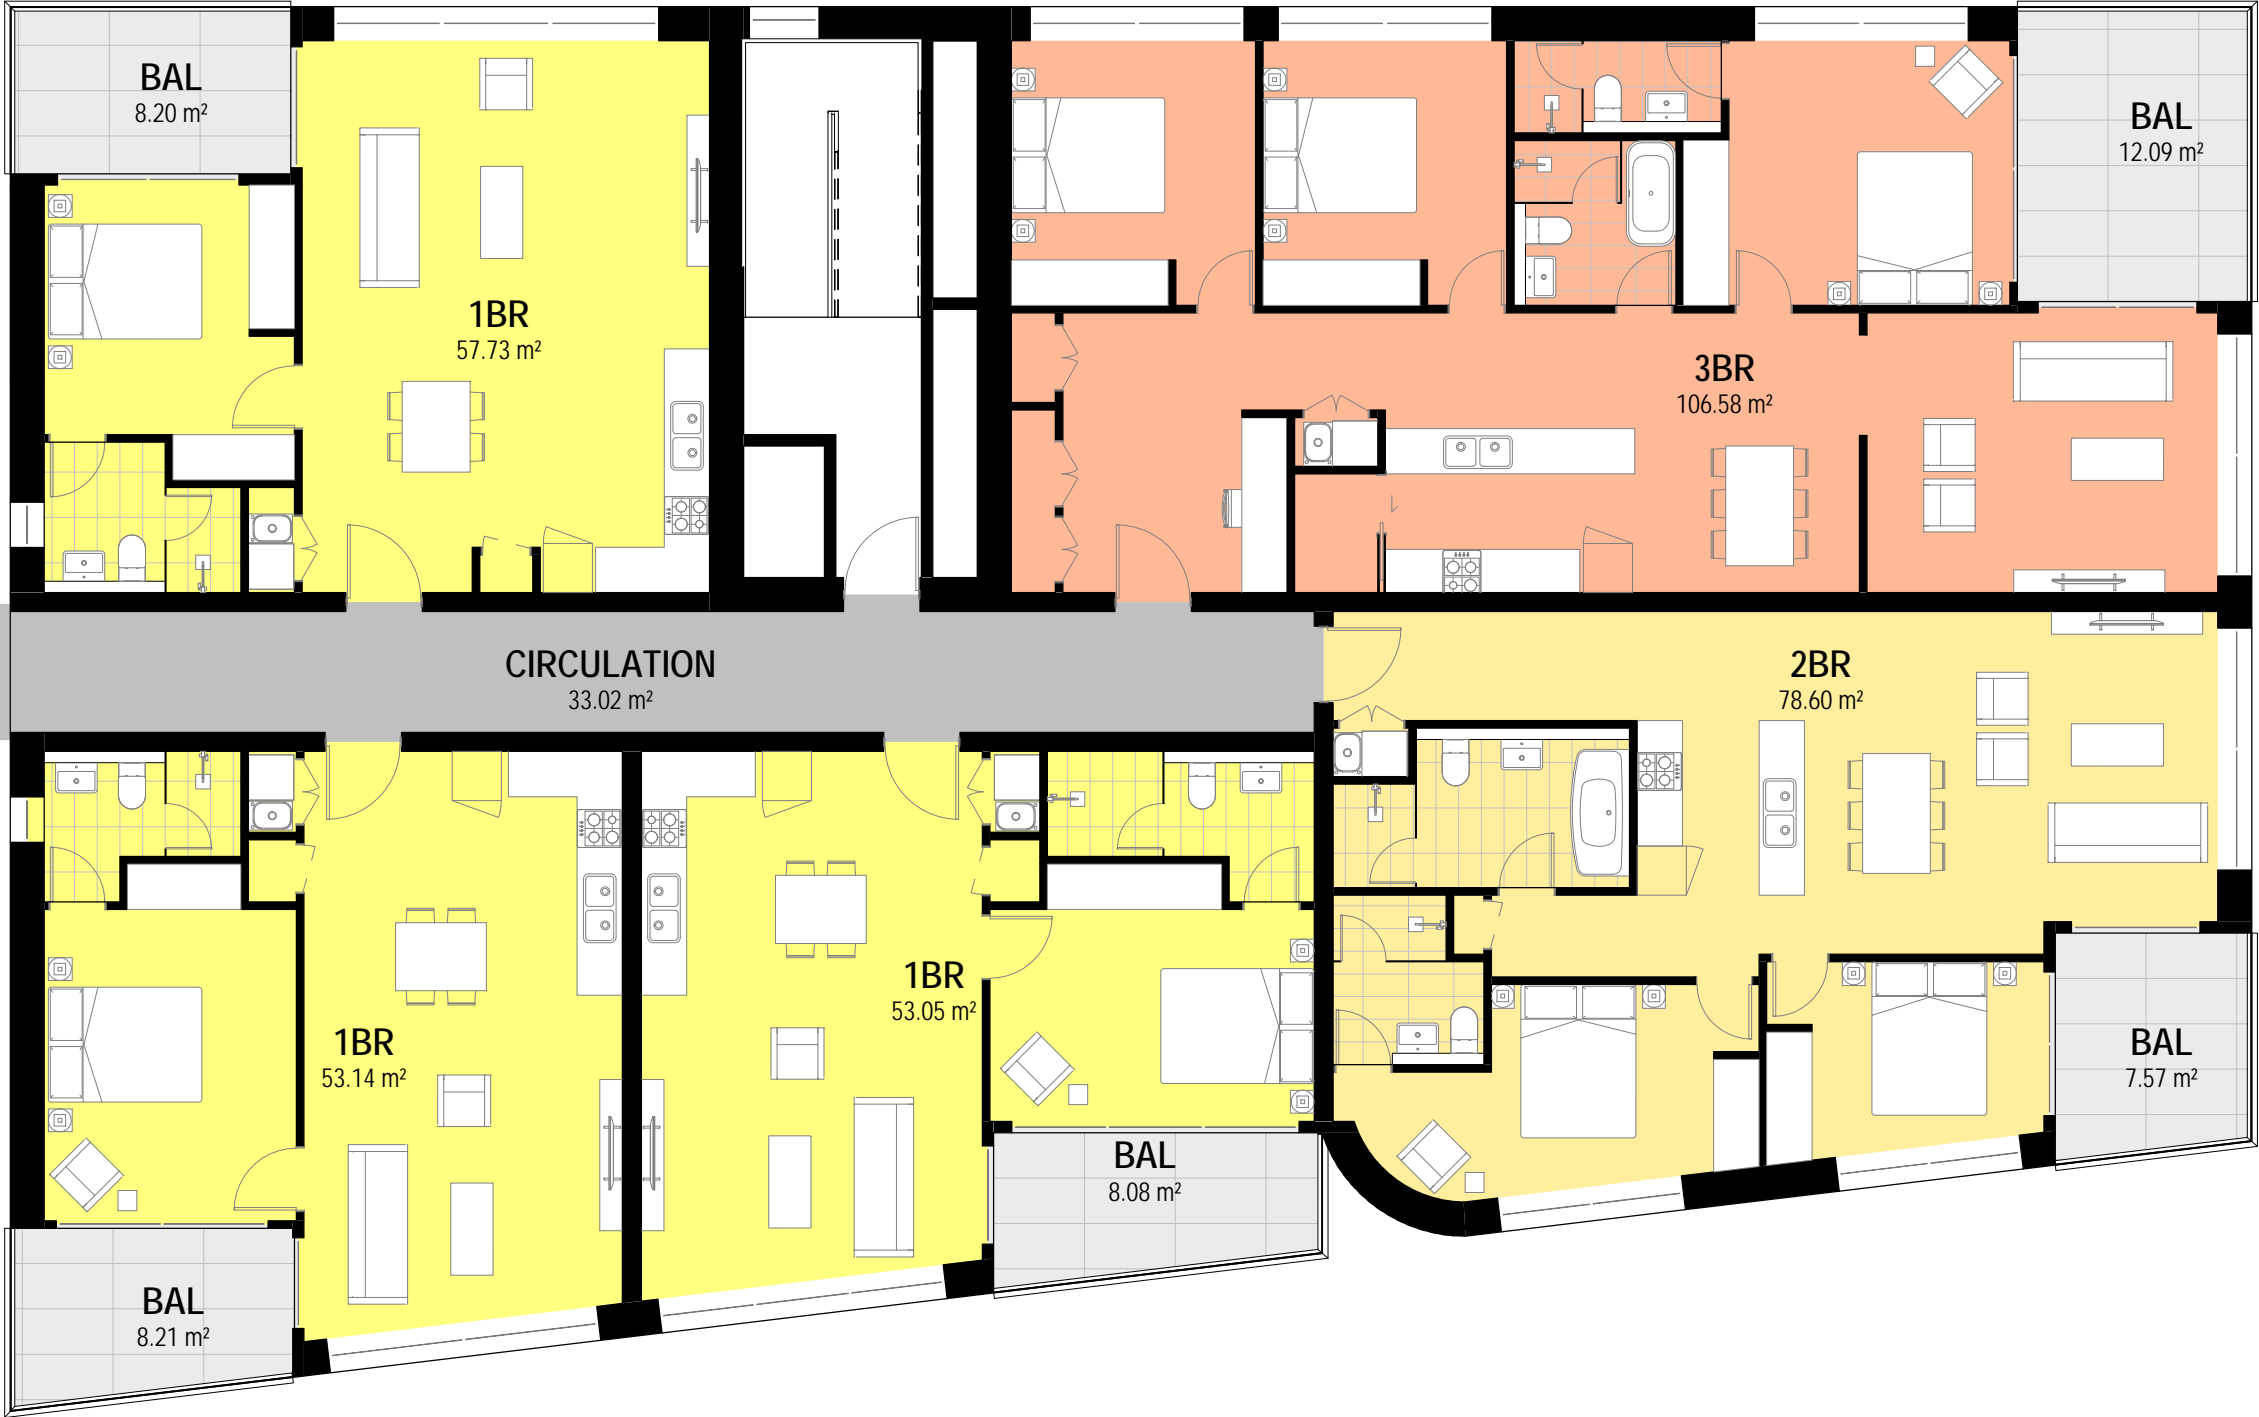 BAL
8.20 m²
BAL
12.09 m²
1BR
57.73 m²
3BR
106.58 m²
CIRCULATION
33.02 m²
2BR
78.60 m²
1BR
53.05 m²
1BR
53.14 m²
BAL
7.57 m²
BAL
8.08 m²
BAL
8.21 m²